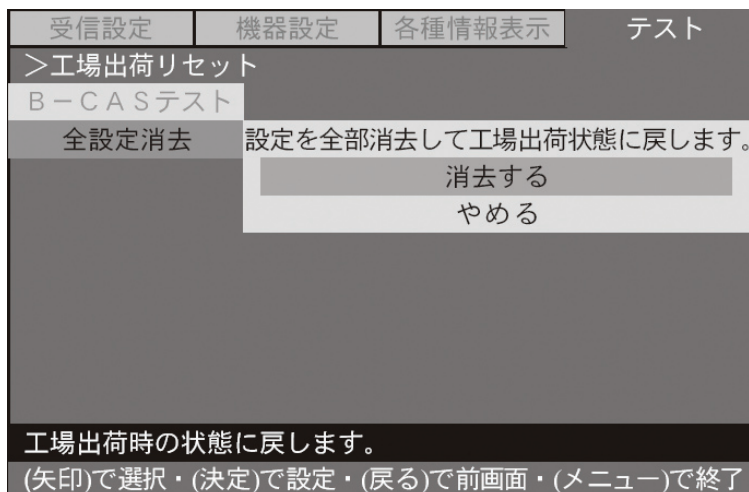 受信設定 機器設定 各種情報表示 テスト
＞工場出荷リセット
Ｂ－ＣＡＳテスト
全設定消去 設定を全部消去して工場出荷状態に戻します。
消去する
やめる
工場出荷時の状態に戻します。
(矢印)で選択・(決定)で設定・(戻る)で前画面・(メニュー)で終了